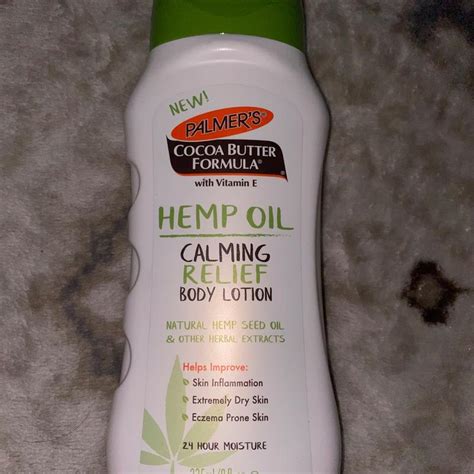 NEW!
PALMER'S®
COCOA BUTTER
FORMULA®
with Vitamin E
HEMP OIL
CALMING
RELIEF
BODY LOTION
NATURAL HEMP SEED OIL
& OTHER HERBAL EXTRACTS
Helps Improve:
Skin Inflammation
Extremely Dry Skin
Eczema Prone Skin
24 HOUR MOISTURE